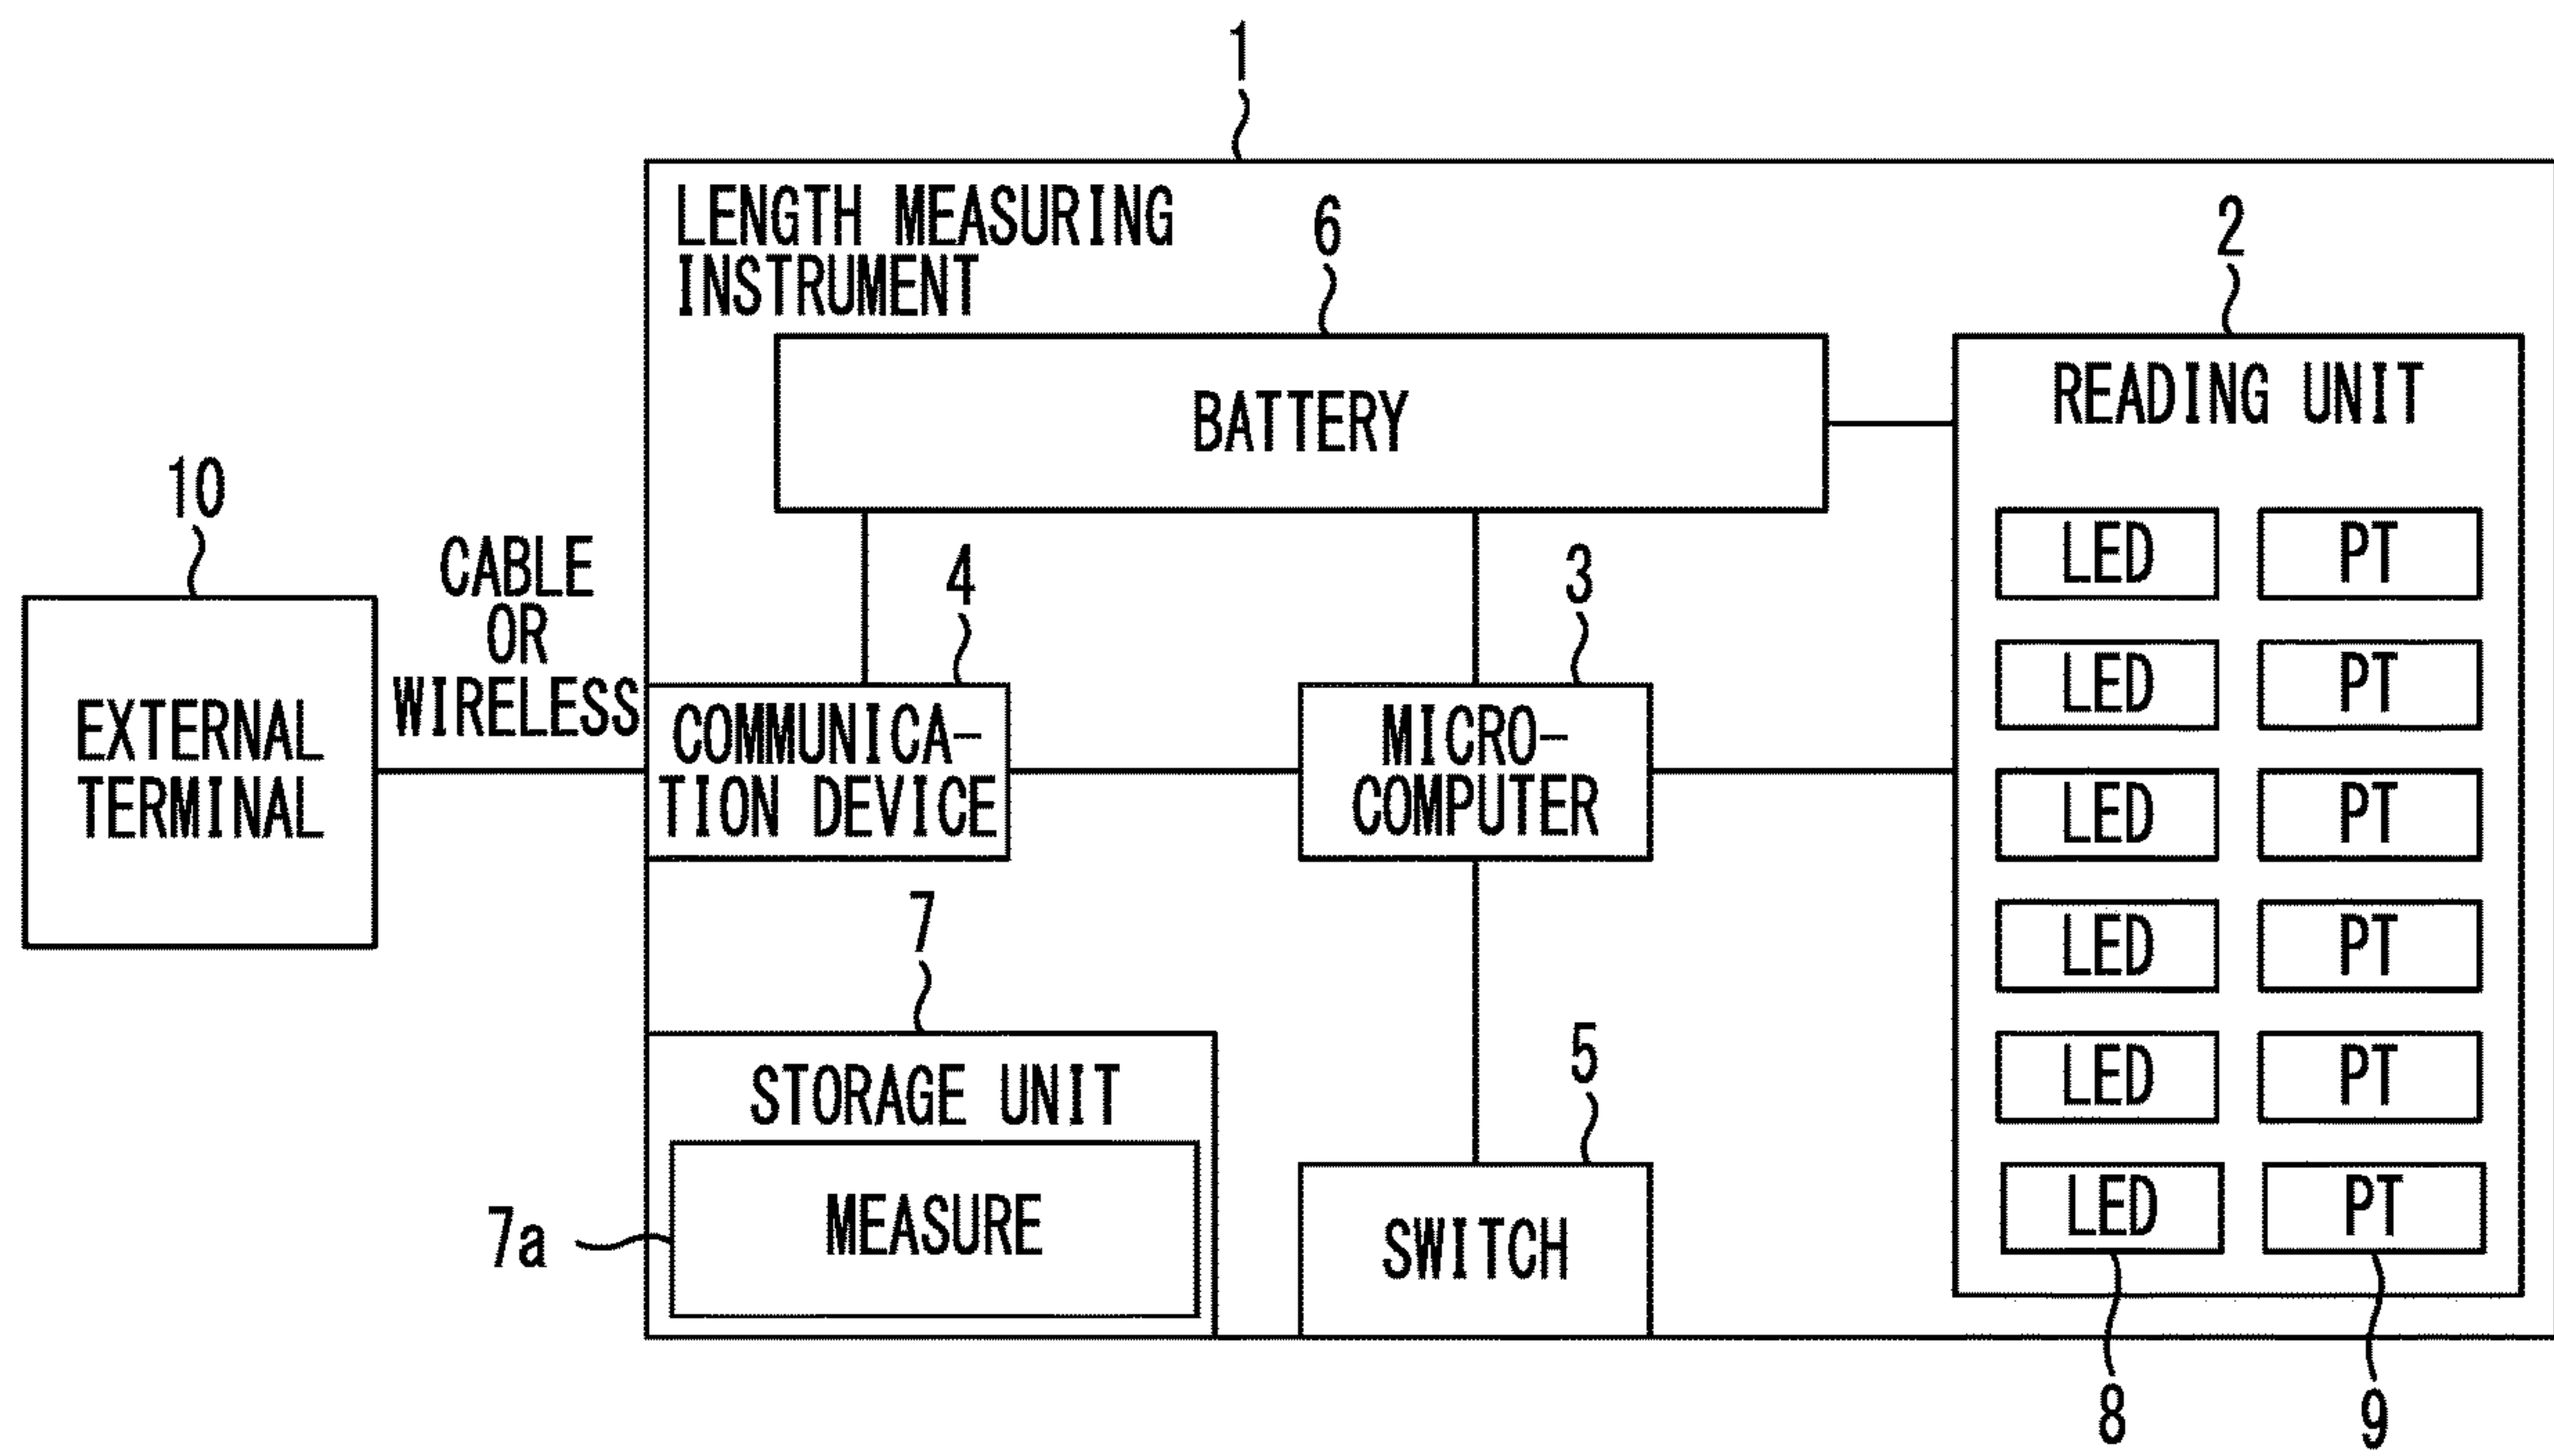 1
LENGTH MEASURING
INSTRUMENT
6
2
BATTERY
READING UNIT
10
CABLE
OR
WIRELESS
4
3
EXTERNAL
TERMINAL
COMMUNICA-
TION DEVICE
MICRO-
COMPUTER
LED PT
LED PT
LED PT
LED PT
LED PT
LED PT
7
STORAGE UNIT
5
7a
MEASURE
SWITCH
8
9